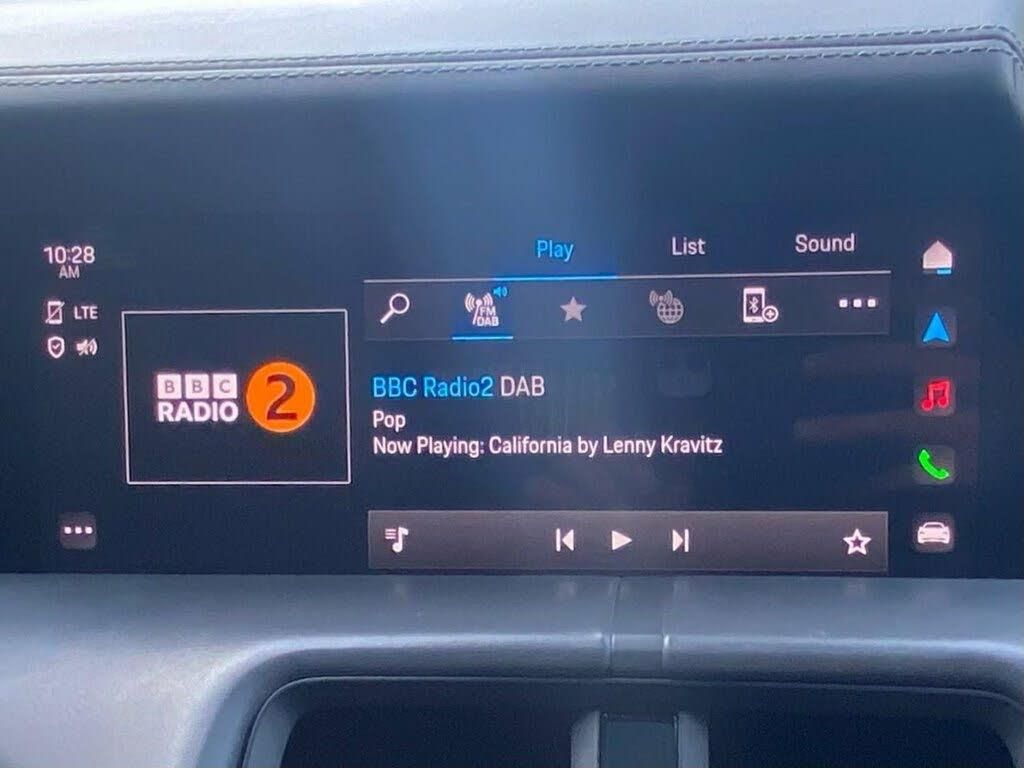 10:28
AM
LTE
Play
List
Sound
FM
DAB
BBC
RADIO 2
BBC Radio2 DAB
Pop
Now Playing: California by Lenny Kravitz